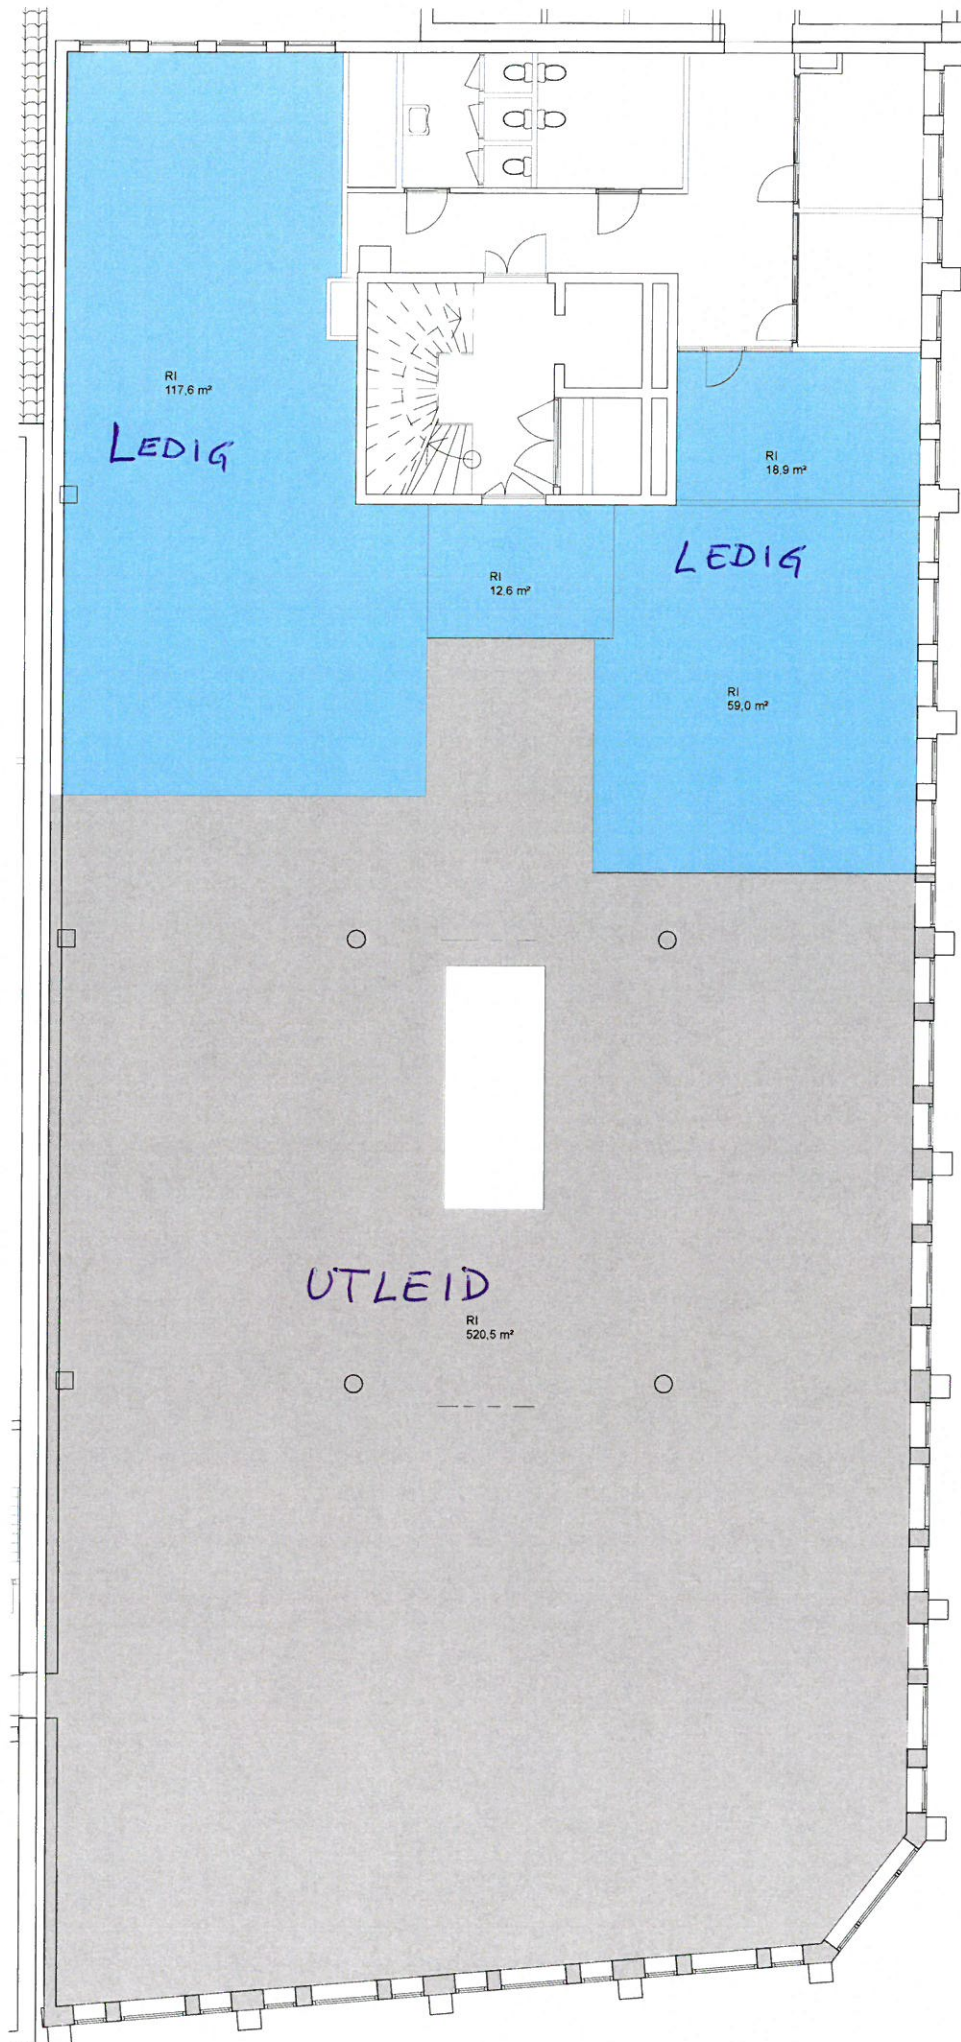 RI
117,6 m²
LEDIG
RI
18,9 m²
LEDIG
RI
12,6 m²
RI
59,0 m²
UTLEID
RI
520,5 m²